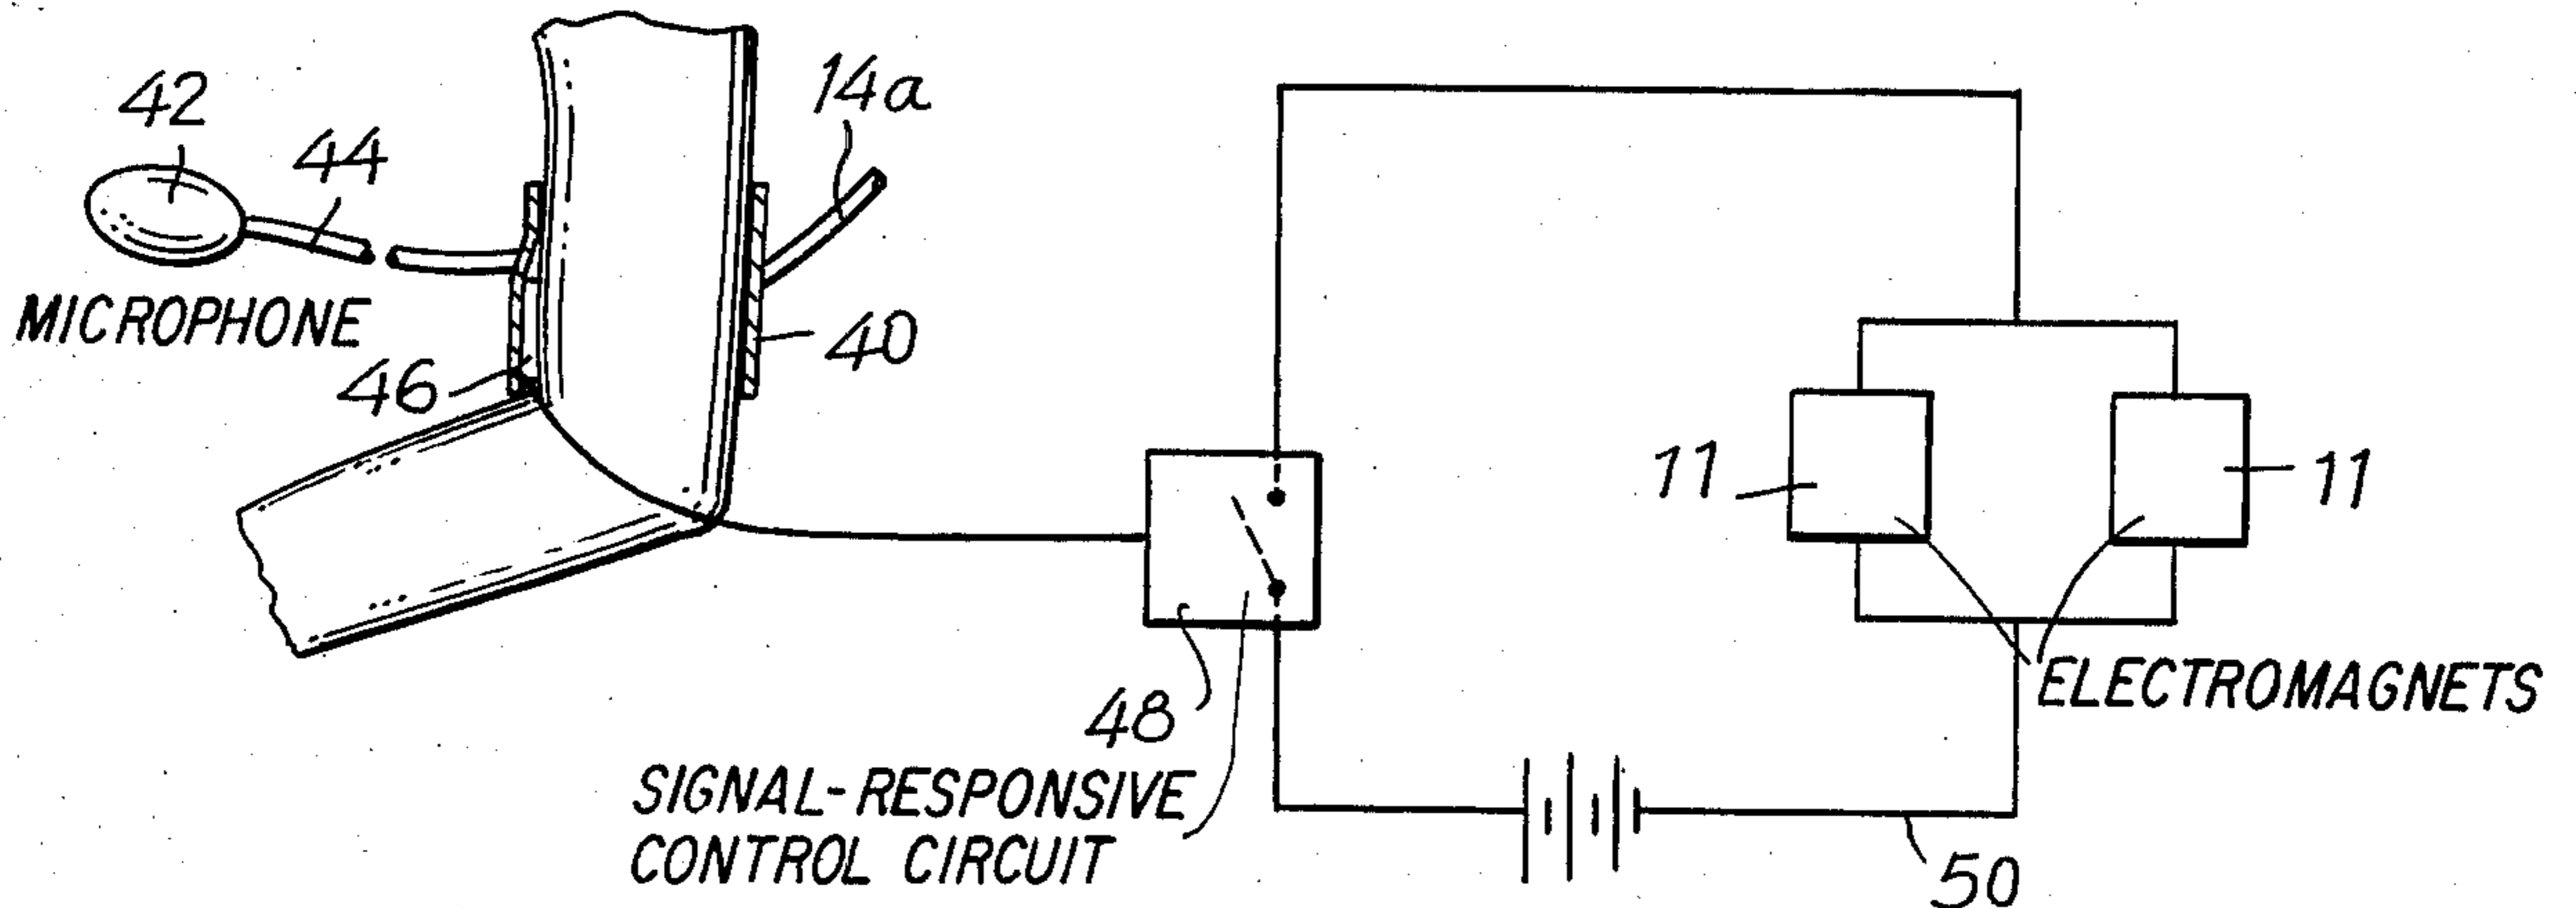 42
44
14a
MICROPHONE
40
46
11
11
48
ELECTROMAGNETS
SIGNAL-RESPONSIVE
CONTROL CIRCUIT
50